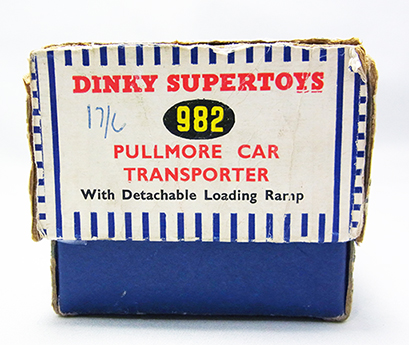 DINKY SUPERTOYS
17/6
982
PULLMORE CAR
TRANSPORTER
With Detachable Loading Ramp